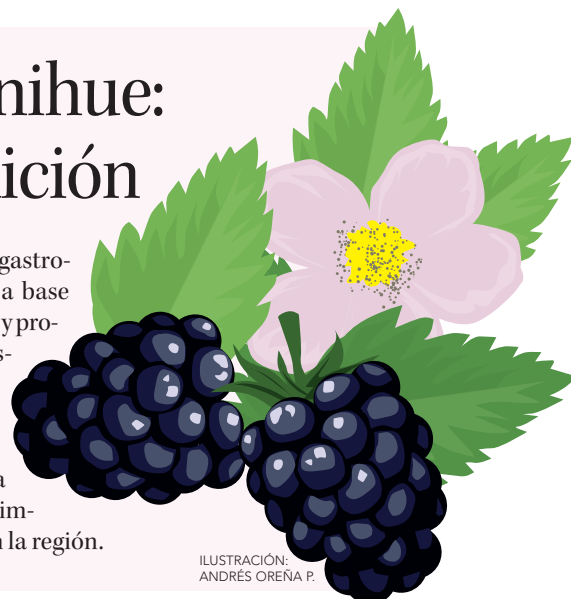 nihue:
ición
gastro-
a base
y pro-
s-
a
im-
n la región.
ILUSTRACIÓN:
ANDRÉS OREÑA P.